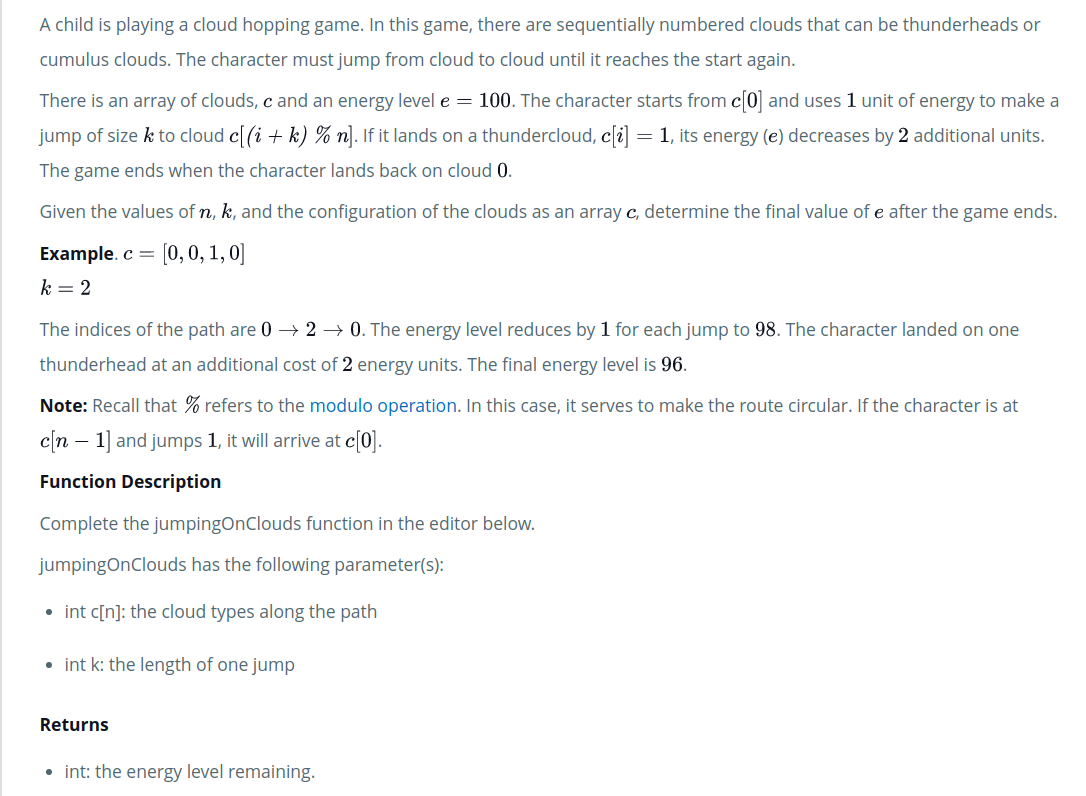 A child is playing a cloud hopping game. In this game, there are sequentially numbered clouds that can be thunderheads or
cumulus clouds. The character must jump from cloud to cloud until it reaches the start again.
There is an array of clouds, c and an energy level e = 100. The character starts from c[0] and uses 1 unit of energy to make a
jump of size k to cloud c[(i + k) % n]. If it lands on a thundercloud, c[i] = 1, its energy (e) decreases by 2 additional units.
The game ends when the character lands back on cloud 0.
Given the values of n, k, and the configuration of the clouds as an array c, determine the final value of e after the game ends.
Example. c = [0, 0, 1, 0]
k = 2
The indices of the path are 0 → 2 → 0. The energy level reduces by 1 for each jump to 98. The character landed on one
thunderhead at an additional cost of 2 energy units. The final energy level is 96.
Note: Recall that % refers to the modulo operation. In this case, it serves to make the route circular. If the character is at
c[n − 1] and jumps 1, it will arrive at c[0].
Function Description
Complete the jumpingOnClouds function in the editor below.
jumpingOnClouds has the following parameter(s):
• int c[n]: the cloud types along the path
• int k: the length of one jump
Returns
• int: the energy level remaining.